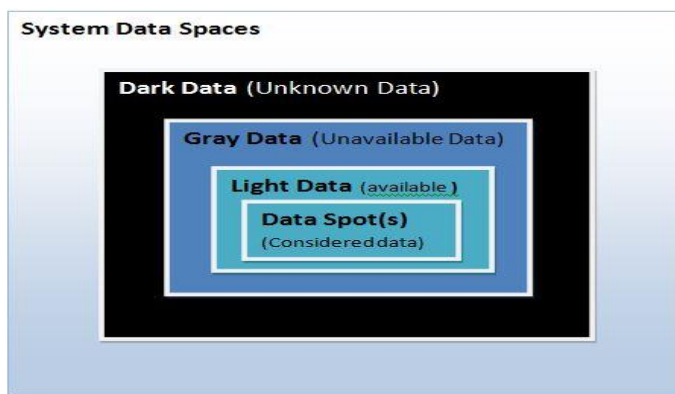 System Data Spaces
Dark Data (Unknown Data)
Gray Data (Unavailable Data)
Light Data (available )
Data Spot(s)
(Considered data)